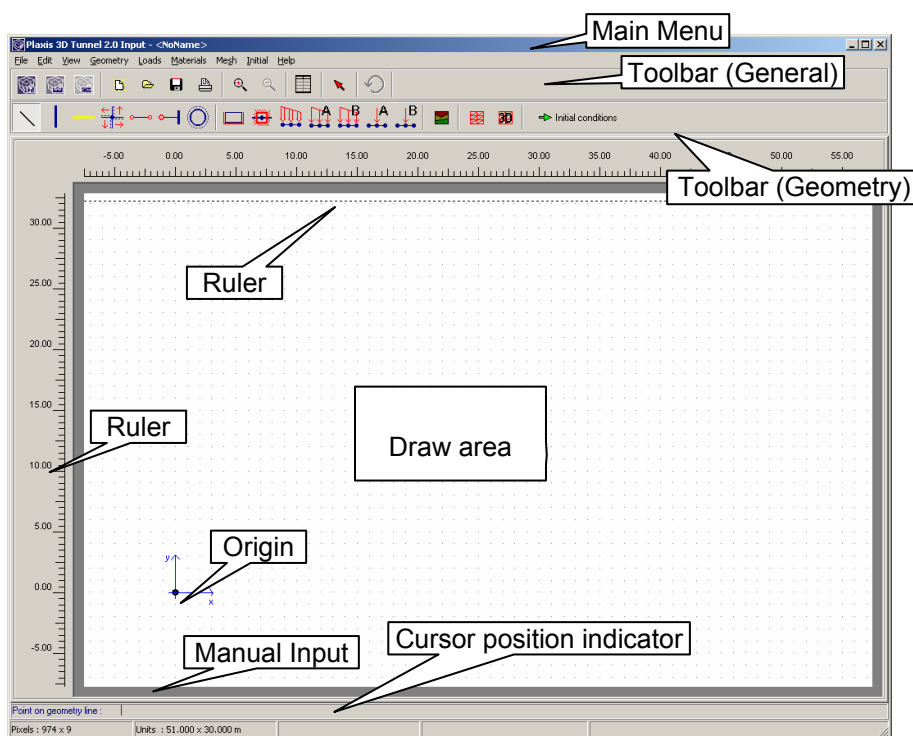 Main Menu
Plaxis 3D Tunnel 2.0 Input - <NoName>
File Edit View Geometry Loads Materials Mesh Initial Help
Toolbar (General)
A B A B
3D
Initial conditions
-5.00 0.00 5.00 10.00 15.00 20.00 25.00 30.00 35.00 40.00 45.00 50.00 55.00
Toolbar (Geometry)
30.00
Ruler
25.00
20.00
15.00
Ruler
Draw area
10.00
5.00
Origin
y
0.00
x
Cursor position indicator
-5.00
Manual Input
Point on geometry line :
Pixels : 974 x 9 Units : 51.000 x 30.000 m